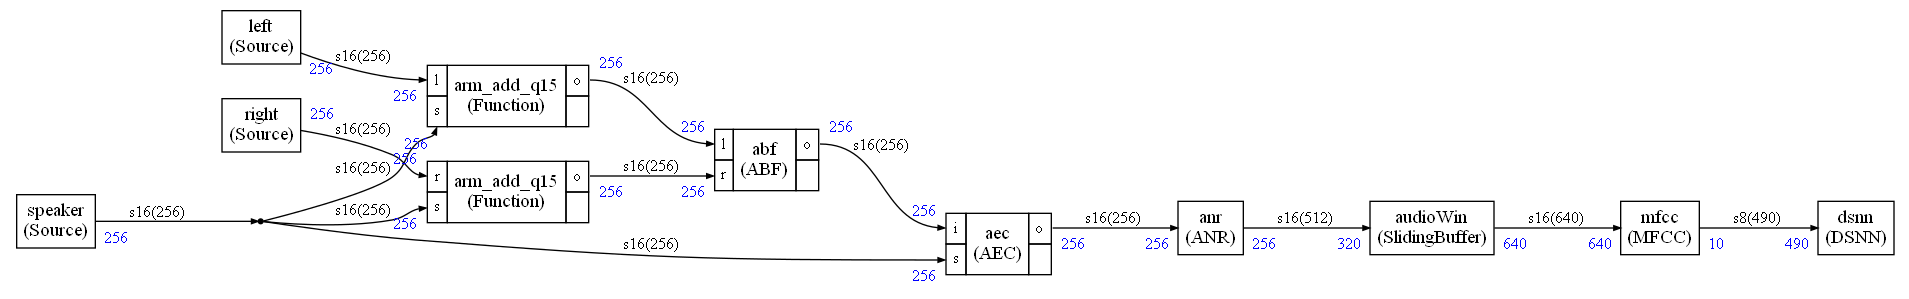 left
(Source)
s16(256)
256
right
(Source)
256
s16(256)
speaker
(Source)
s16(256)
256
s16(256)
s16(256)
s16(256)
256
l
s
arm_add_q15
(Function)
o
256
s16(256)
256
256
r
s
arm_add_q15
(Function)
o
256
s16(256)
256
256
256
l
r
abf
(ABF)
o
256
s16(256)
256
256
i
s
aec
(AEC)
o
s16(256)
256
256
anr
(ANR)
s16(512)
256
320
audioWin
(SlidingBuffer)
s16(640)
640
640
mfcc
(MFCC)
s8(490)
10
490
dsnn
(DSNN)